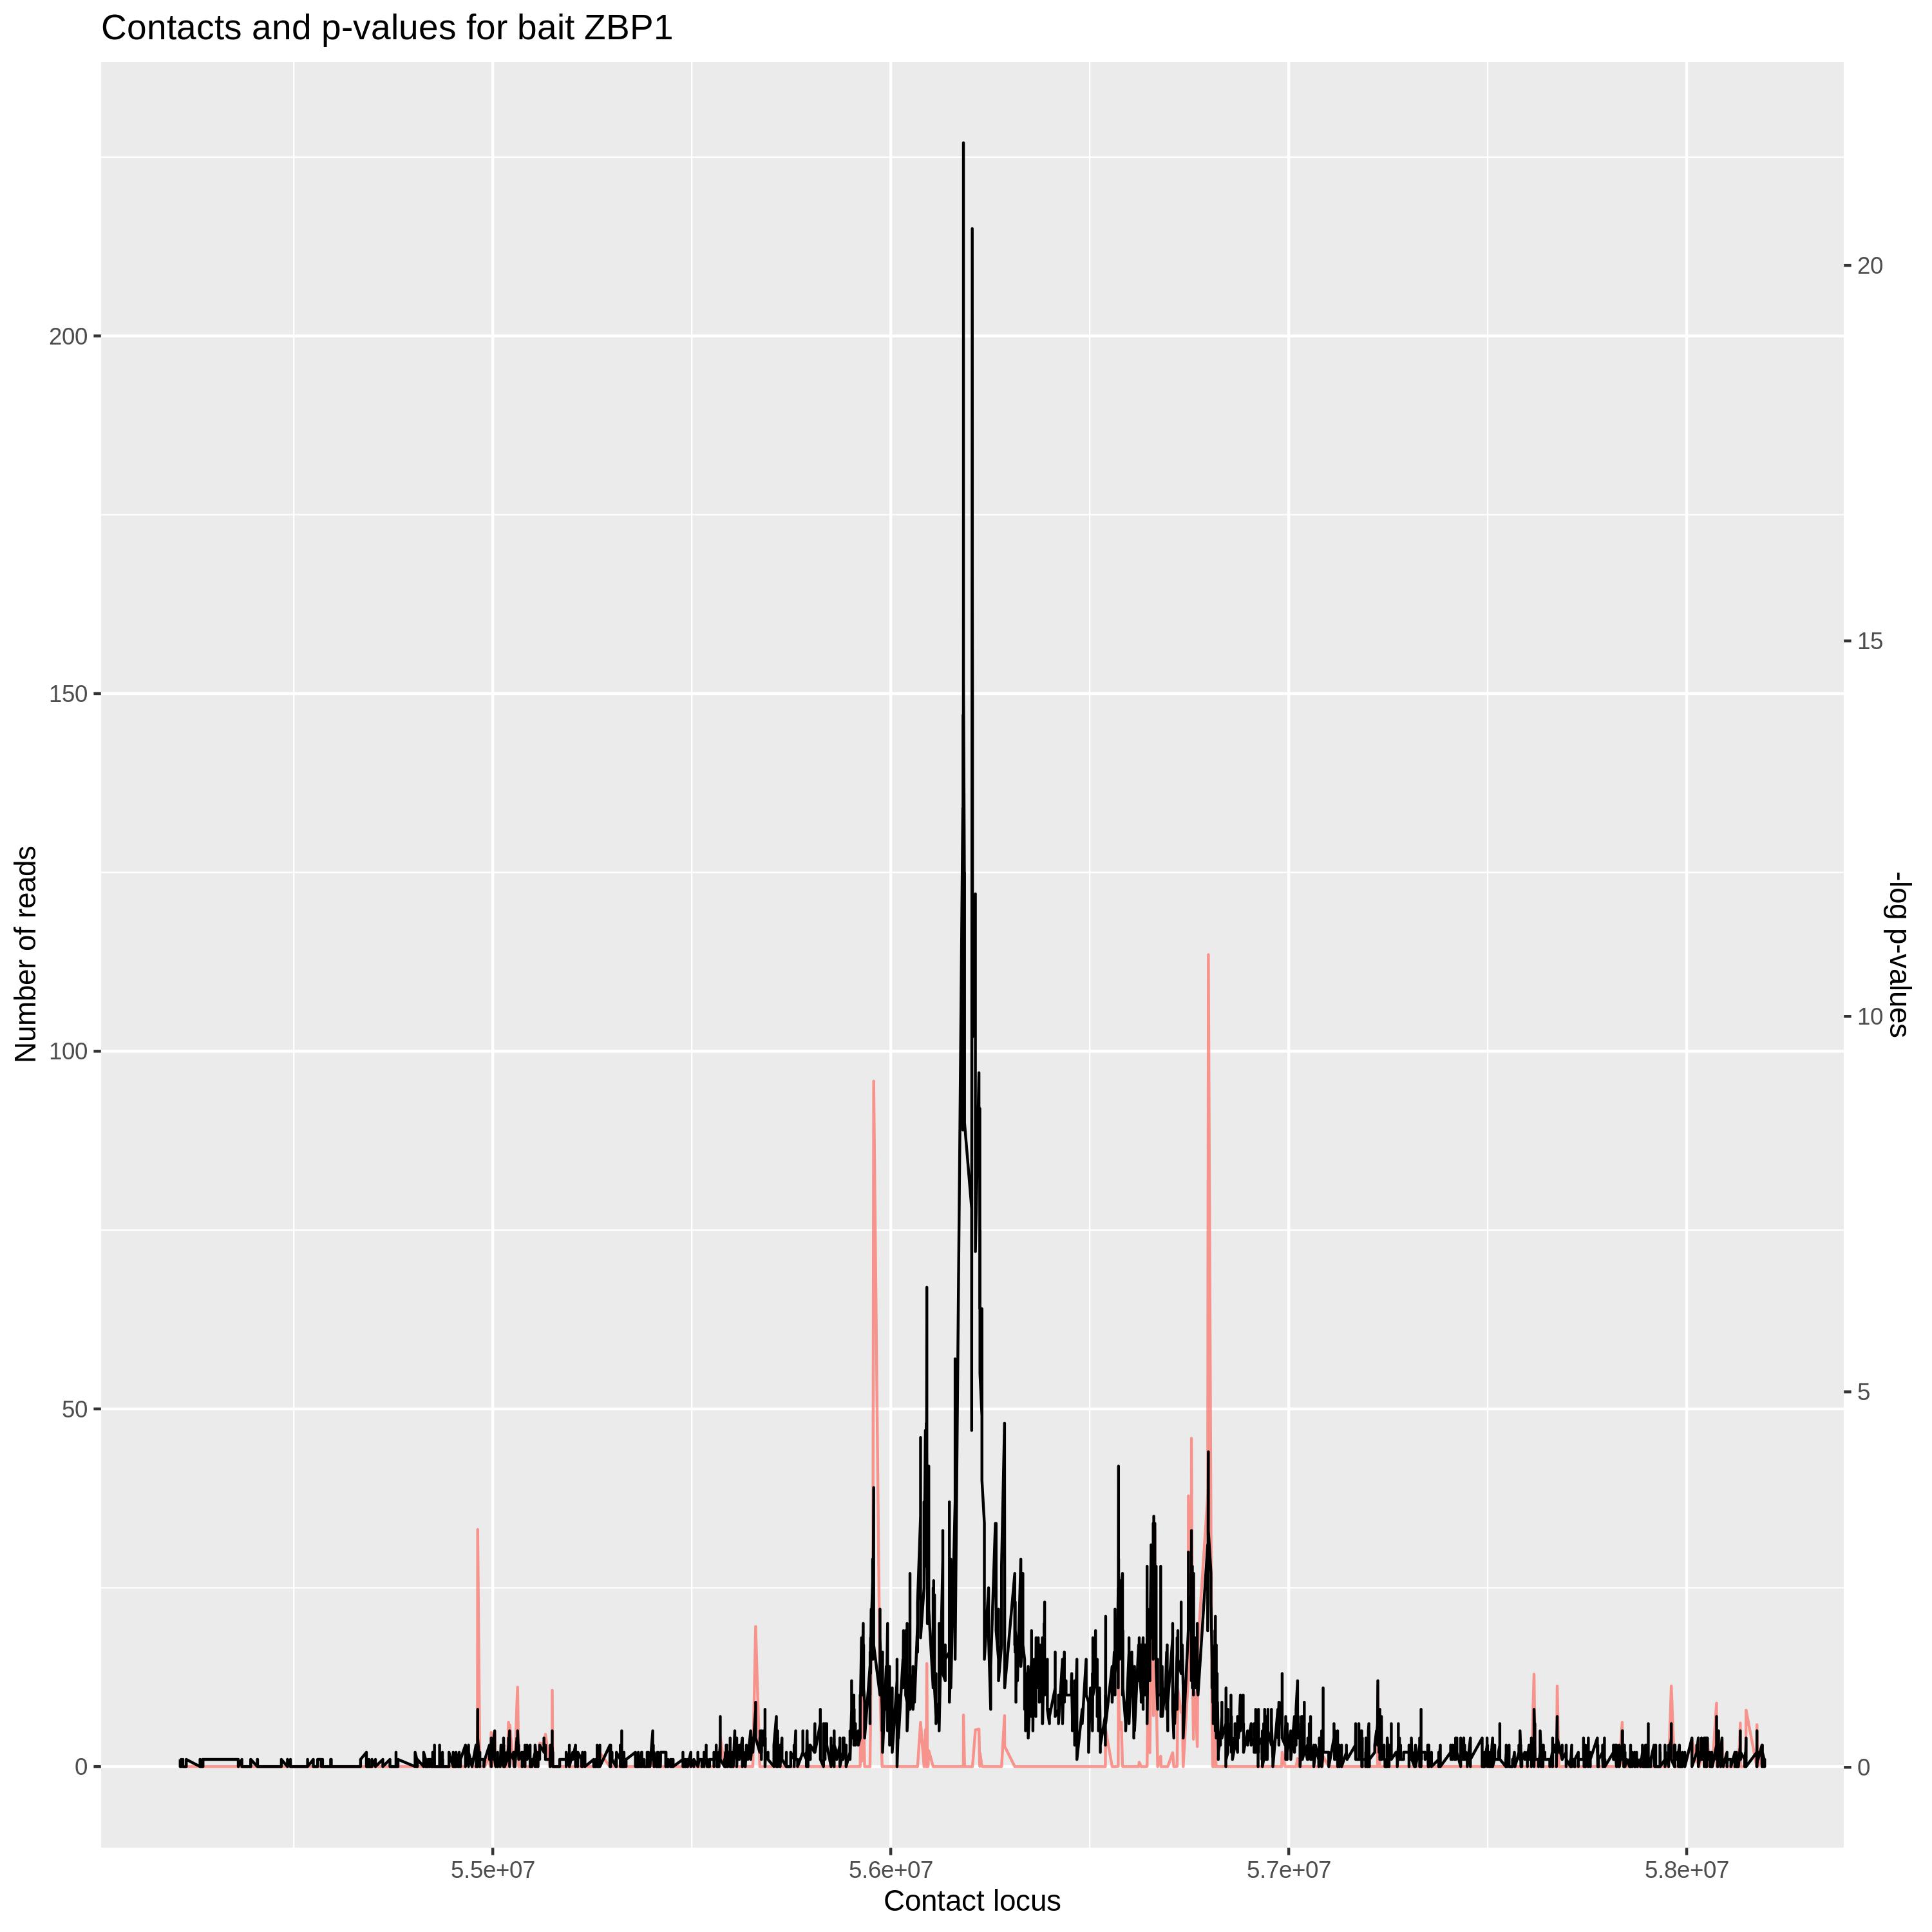 Contacts and p-values for bait ZBP1
Number of reads
200
150
100
50
0
20
15
10
5
0
-log p-values
5.5e+07 5.6e+07 5.7e+07 5.8e+07
Contact locus